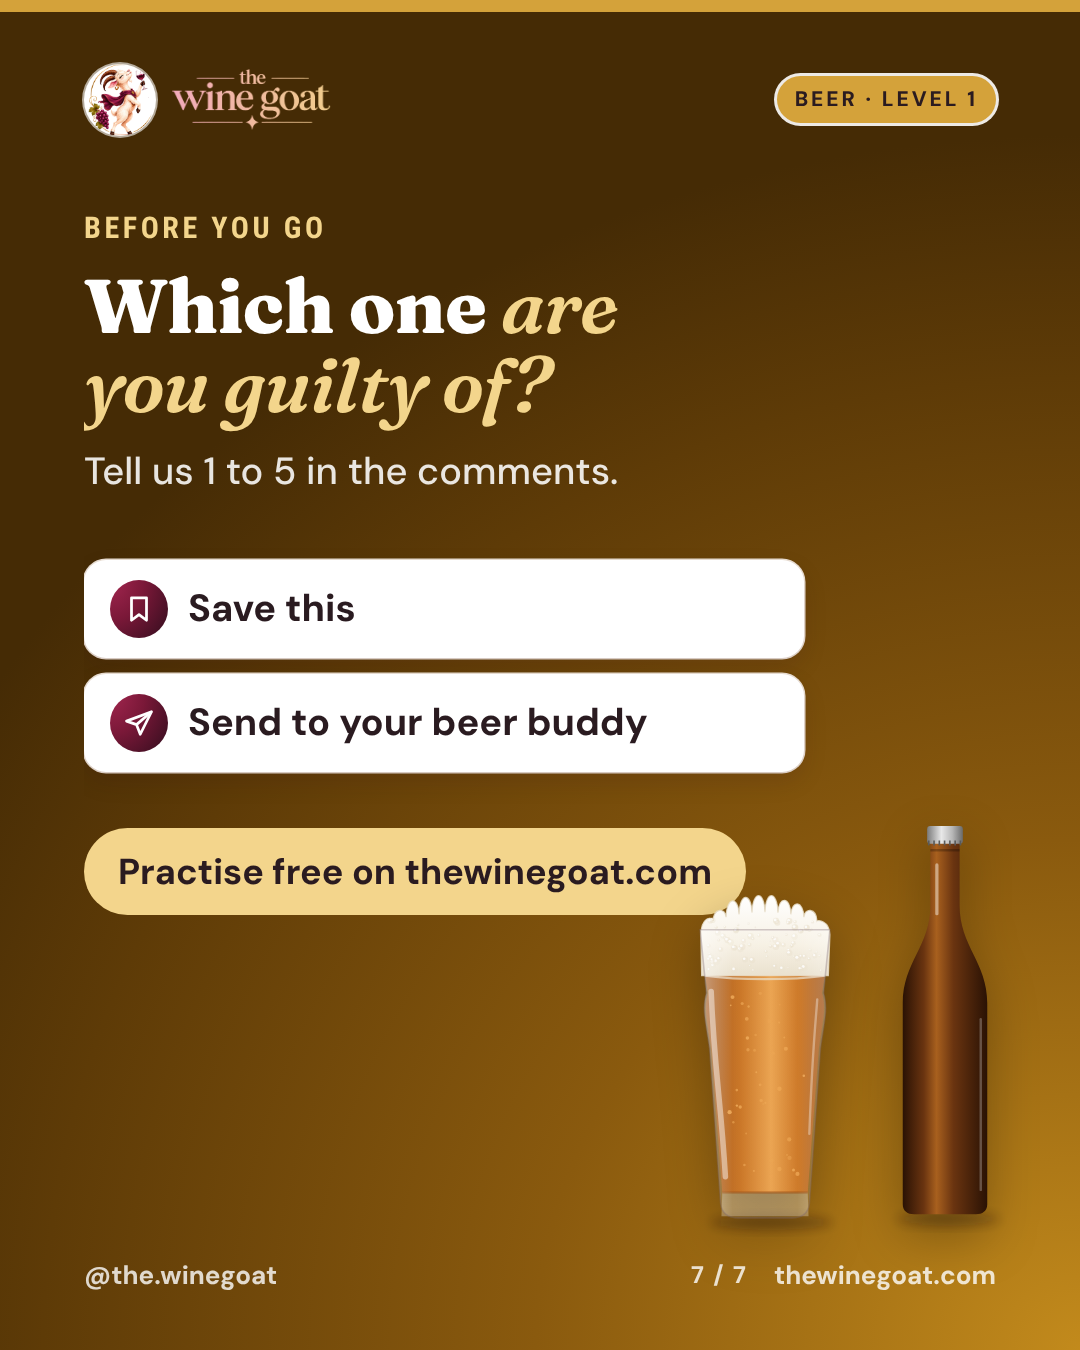 the
wine goat
BEER · LEVEL 1
BEFORE YOU GO
Which one are
you guilty of?
Tell us 1 to 5 in the comments.
Save this
Send to your beer buddy
Practise free on thewinegoat.com
@the.winegoat
7 / 7
thewinegoat.com